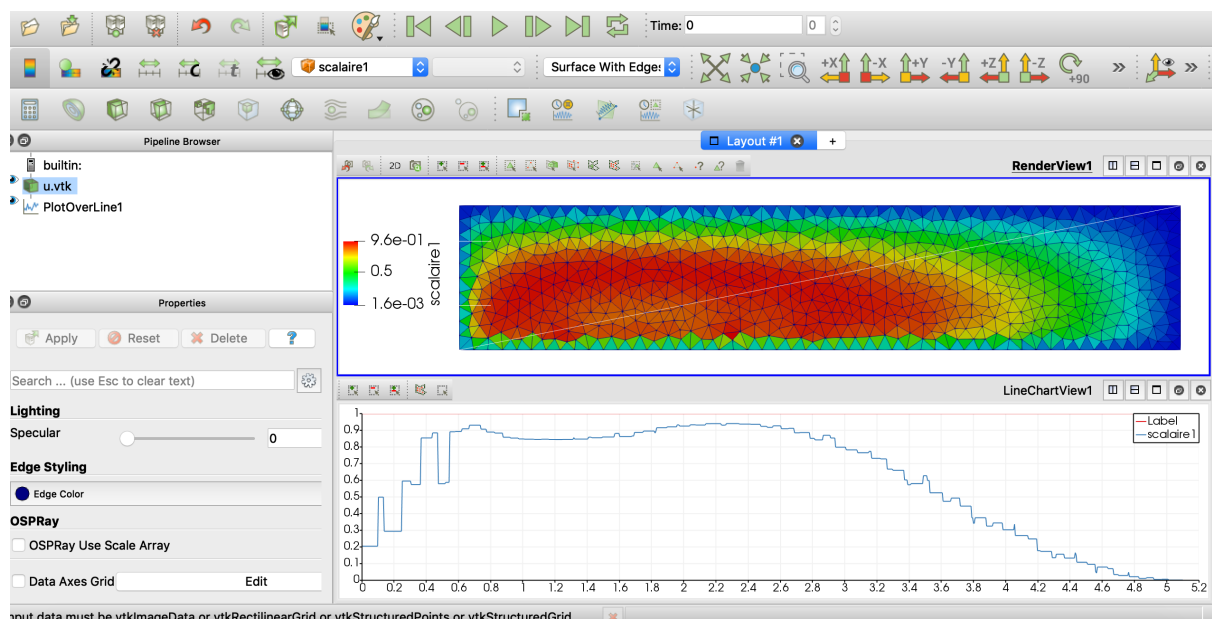 Time: 0 0
scalaire1 Surface With Edges +X -X +Y -Y +Z -Z +90 » »
Pipeline Browser
Layout #1 +
builtin:
u.vtk
PlotOverLine1
2D RenderView1
9.6e-01
0.5
1.6e-03
scalaire1
Properties
Apply Reset Delete ?
Search ... (use Esc to clear text)
LineChartView1
Lighting
Specular 0
Edge Styling
Edge Color
OSPRay
OSPRay Use Scale Array
Data Axes Grid Edit
Label
scalaire1
1
0.9
0.8
0.7
0.6
0.5
0.4
0.3
0.2
0.1
0
0 0.2 0.4 0.6 0.8 1 1.2 1.4 1.6 1.8 2 2.2 2.4 2.6 2.8 3 3.2 3.4 3.6 3.8 4 4.2 4.4 4.6 4.8 5 5.2
nput data must be vtkImageData or vtkRectilinearGrid or vtkStructuredPoints or vtkStructuredGrid